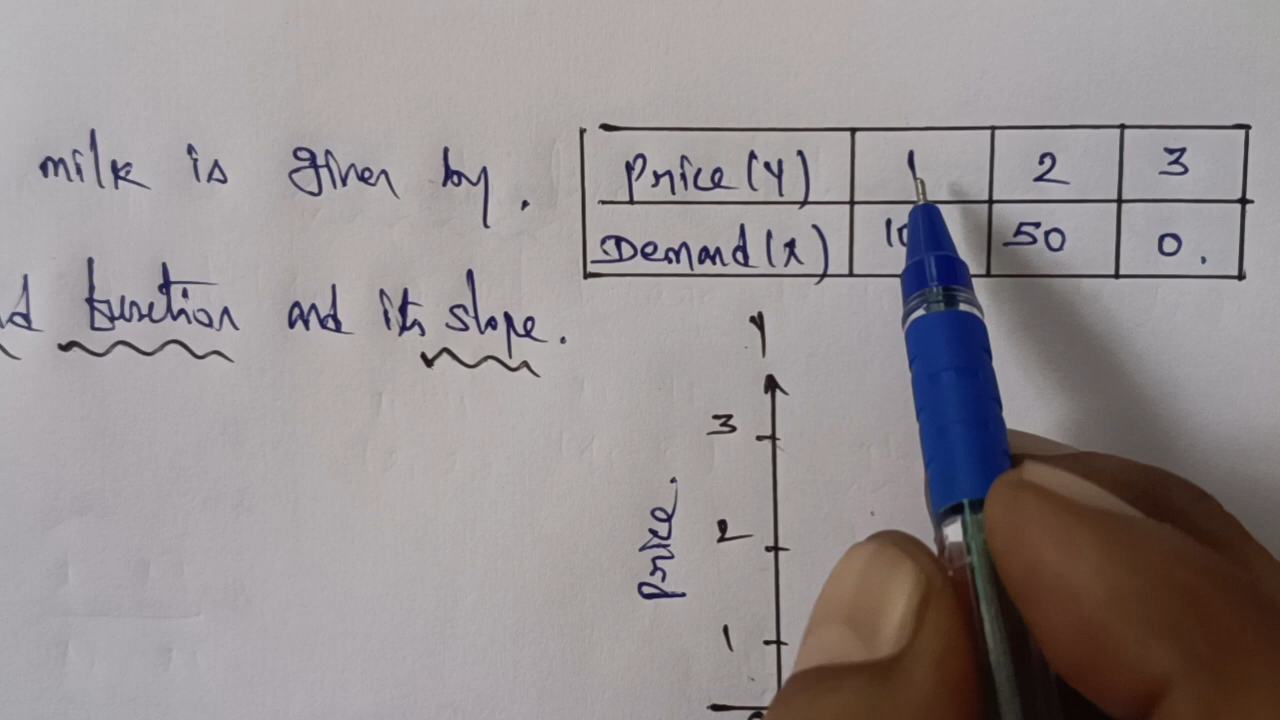 milk is given by.
Price (Y) 1 2 3
Demand (x) 50 0.
function and its slope.
Y
3
Price.
2
1